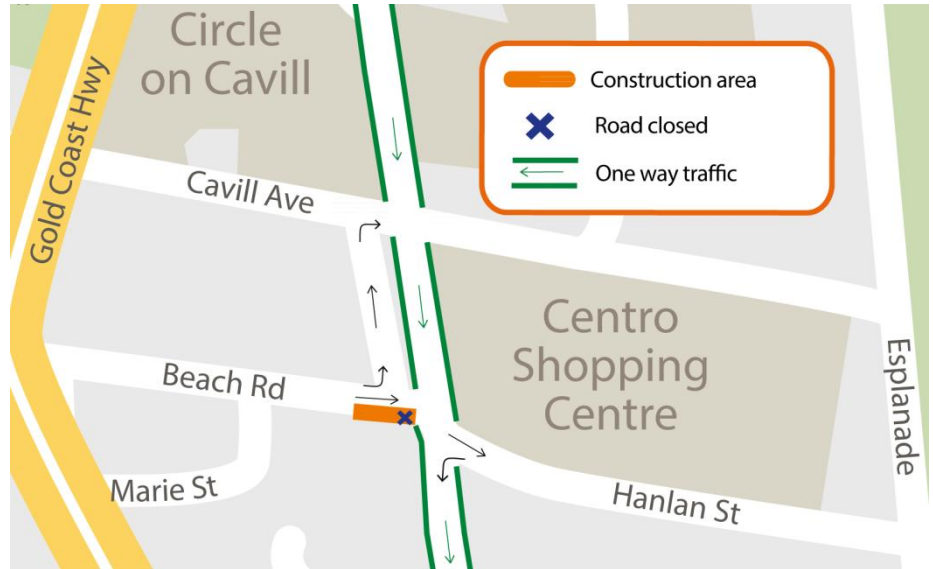 Circle
on Cavill
Construction area
Road closed
One way traffic
Gold Coast Hwy
Cavill Ave
Centro
Shopping
Centre
Esplanade
Beach Rd
Marie St
Hanlan St